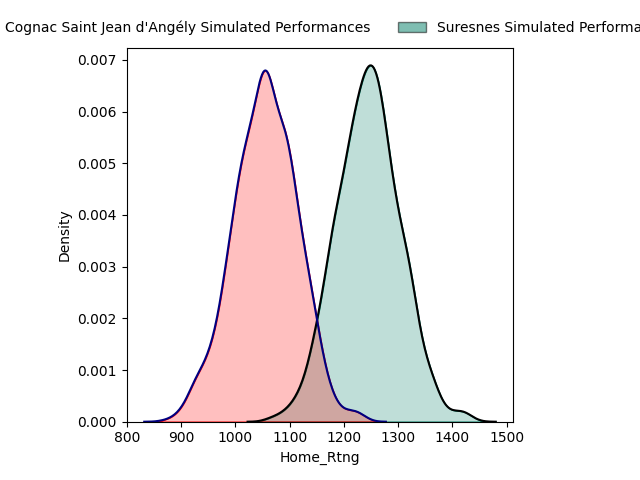 Cognac Saint Jean d'Angély Simulated Performances Suresnes Simulated Performa
0.007
0.006
0.005
0.004
0.003
0.002
0.001
0.000
Density
800 900 1000 1100 1200 1300 1400 1500
Home_Rtng